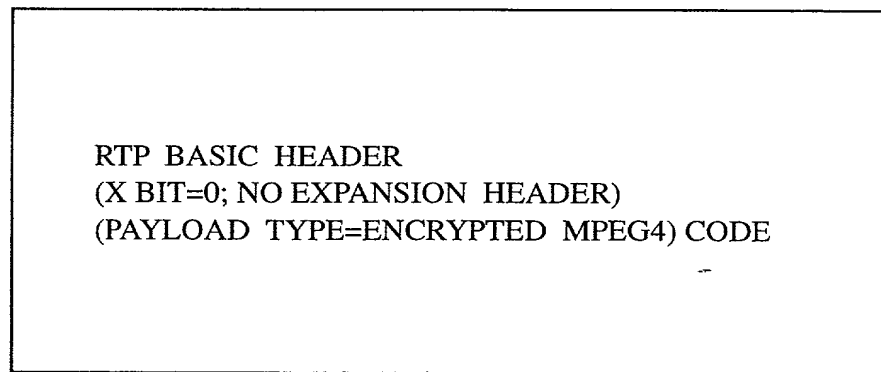 RTP BASIC HEADER
(X BIT=0; NO EXPANSION HEADER)
(PAYLOAD TYPE=ENCRYPTED MPEG4) CODE